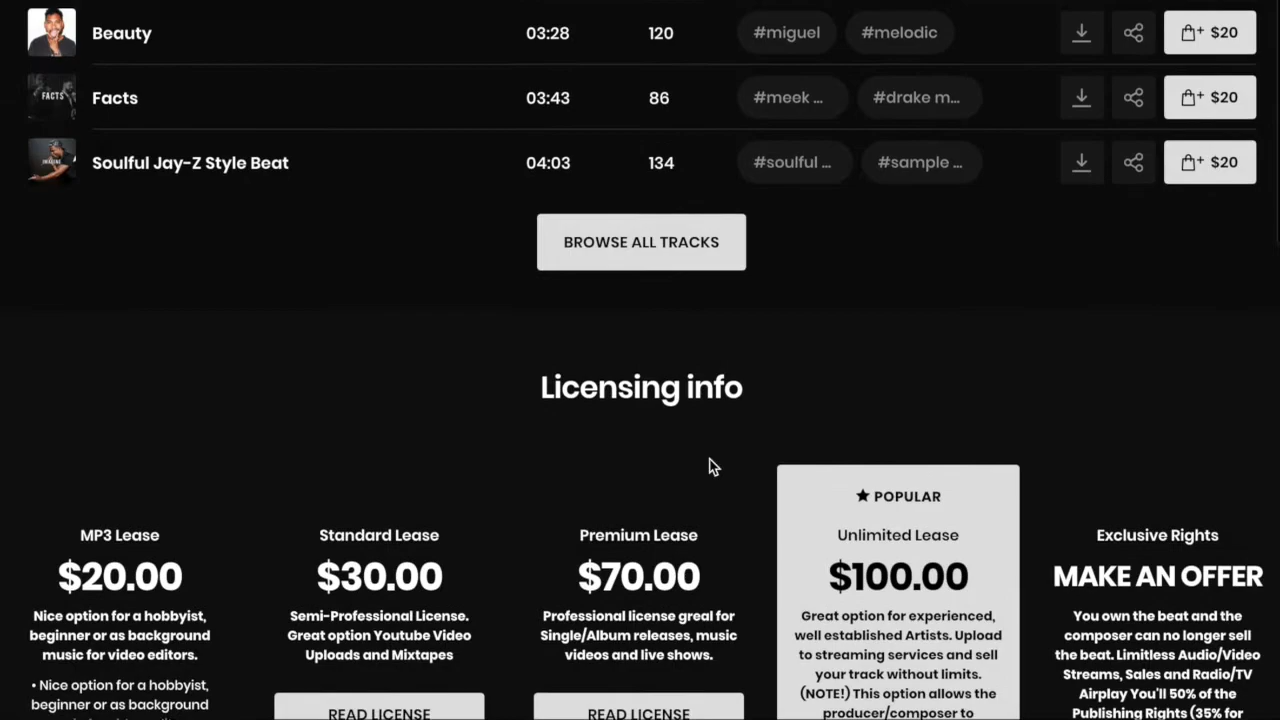 Beauty 03:28 120 #miguel #melodic $20
FACTS
Facts 03:43 86 #meek ... #drake m... $20
IMAGINE
Soulful Jay-Z Style Beat 04:03 134 #soulful ... #sample ... $20
BROWSE ALL TRACKS
Licensing info
MP3 Lease
$20.00
Nice option for a hobbyist,
beginner or as background
music for video editors.
• Nice option for a hobbyist,
beginner or as background
Standard Lease
$30.00
Semi-Professional License.
Great option Youtube Video
Uploads and Mixtapes
READ LICENSE
Premium Lease
$70.00
Professional license greal for
Single/Album releases, music
videos and live shows.
READ LICENSE
POPULAR
Unlimited Lease
$100.00
Great option for experienced,
well established Artists. Upload
to streaming services and sell
your track without limits.
(NOTE!) This option allows the
producer/composer to
Exclusive Rights
MAKE AN OFFER
You own the beat and the
composer can no longer sell
the beat. Limitless Audio/Video
Streams, Sales and Radio/TV
Airplay You'll 50% of the
Publishing Rights (35% for